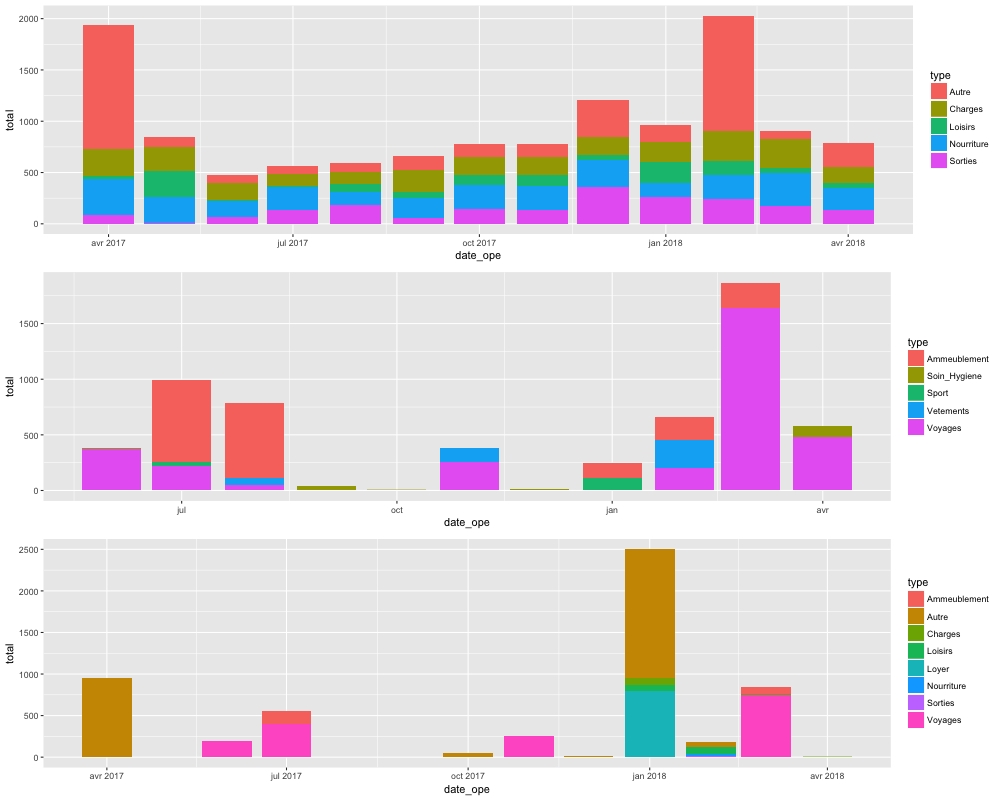 2000
1500
1000
500
0
total
avr 2017
jul 2017
oct 2017
jan 2018
avr 2018
date_ope
type
Autre
Charges
Loisirs
Nourriture
Sorties
1500
1000
500
0
total
jul
oct
jan
avr
date_ope
type
Ammeublement
Soin_Hygiene
Sport
Vetements
Voyages
2500
2000
1500
1000
500
0
total
avr 2017
jul 2017
oct 2017
jan 2018
avr 2018
date_ope
type
Ammeublement
Autre
Charges
Loisirs
Loyer
Nourriture
Sorties
Voyages